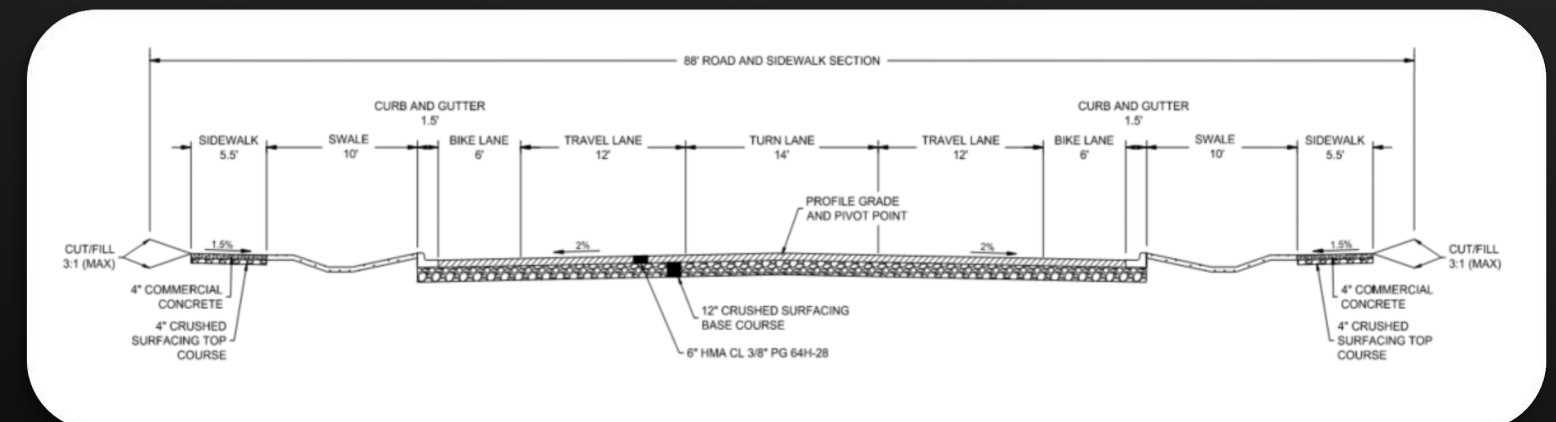 88' ROAD AND SIDEWALK SECTION
CURB AND GUTTER
1.5'
CURB AND GUTTER
1.5'
SIDEWALK
5.5'
SWALE
10'
BIKE LANE
6'
TRAVEL LANE
12'
TURN LANE
14'
TRAVEL LANE
12'
BIKE LANE
6'
SWALE
10'
SIDEWALK
5.5'
PROFILE GRADE
AND PIVOT POINT
1.5%
2%
2%
1.5%
CUT/FILL
3:1 (MAX)
CUT/FILL
3:1 (MAX)
4" COMMERCIAL
CONCRETE
4" CRUSHED
SURFACING TOP
COURSE
12" CRUSHED SURFACING
BASE COURSE
6" HMA CL 3/8" PG 64H-28
4" COMMERCIAL
CONCRETE
4" CRUSHED
SURFACING TOP
COURSE